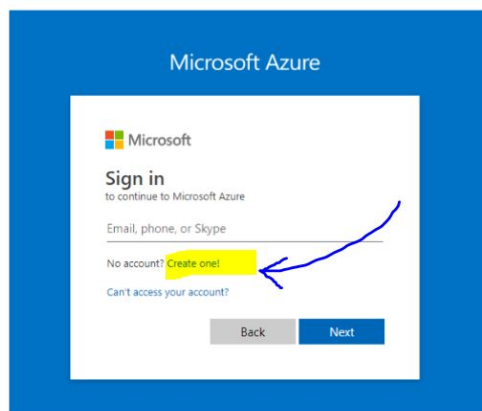 Microsoft Azure
Microsoft
Sign in
to continue to Microsoft Azure
Email, phone, or Skype
No account? Create one!
Can't access your account?
Back Next